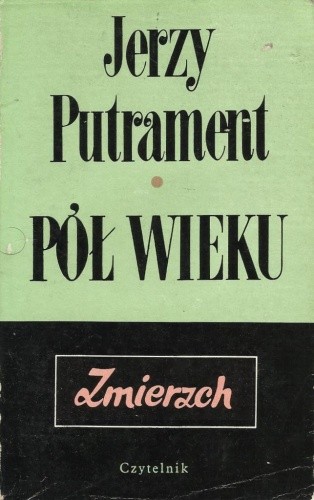 Jerzy
Putrament
PÓŁ WIEKU
Zmierzch
Czytelnik